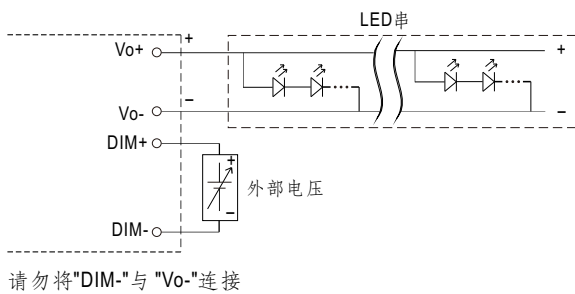 LED串
Vo+
+
+
Vo-
−
−
DIM+
+
外部电压
−
DIM-
请勿将"DIM-"与 "Vo-"连接